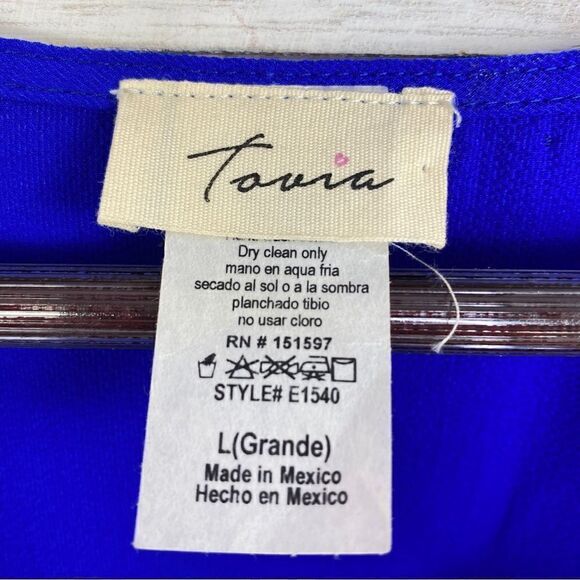 Tovia
Dry clean only
mano en aqua fria
secado al sol o a la sombra
planchado tibio
no usar cloro
RN # 151597
STYLE# E1540
L(Grande)
Made in Mexico
Hecho en Mexico